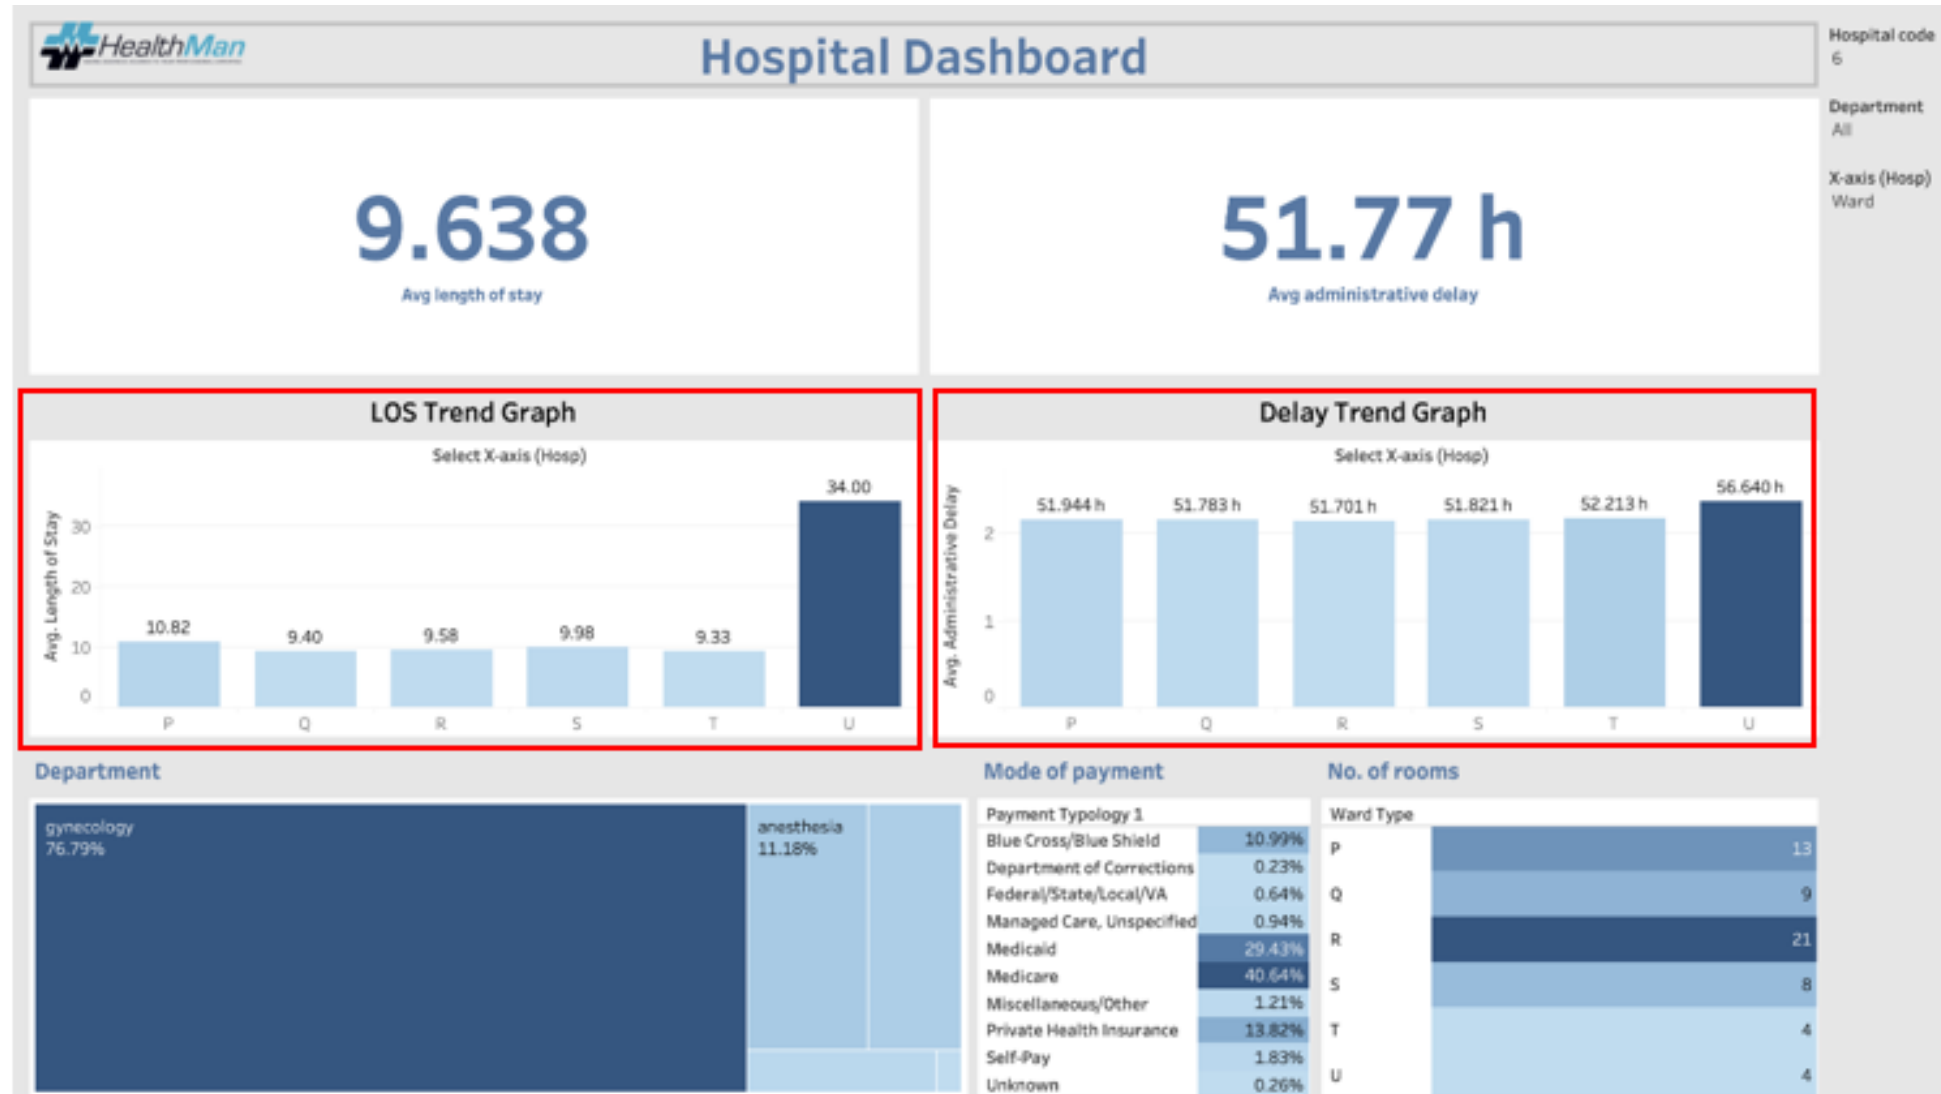 HealthMan
Hospital Dashboard
Hospital code
6
Department
All
X-axis (Hosp)
Ward
9.638
Avg length of stay
51.77 h
Avg administrative delay
LOS Trend Graph
Select X-axis (Hosp)
Avg. Length of Stay
30
20
10
0
10.82
9.40
9.58
9.98
9.33
34.00
P Q R S T U
Delay Trend Graph
Select X-axis (Hosp)
Avg. Administrative Delay
2
1
0
51.944 h
51.783 h
51.701 h
51.821 h
52.213 h
56.640 h
P Q R S T U
Department
gynecology
76.79%
anesthesia
11.18%
Mode of payment
Payment Typology 1
Blue Cross/Blue Shield 10.99%
Department of Corrections 0.23%
Federal/State/Local/VA 0.64%
Managed Care, Unspecified 0.94%
Medicaid 29.43%
Medicare 40.64%
Miscellaneous/Other 1.21%
Private Health Insurance 13.82%
Self-Pay 1.83%
Unknown 0.26%
No. of rooms
Ward Type
P 13
Q 9
R 21
S 8
T 4
U 4